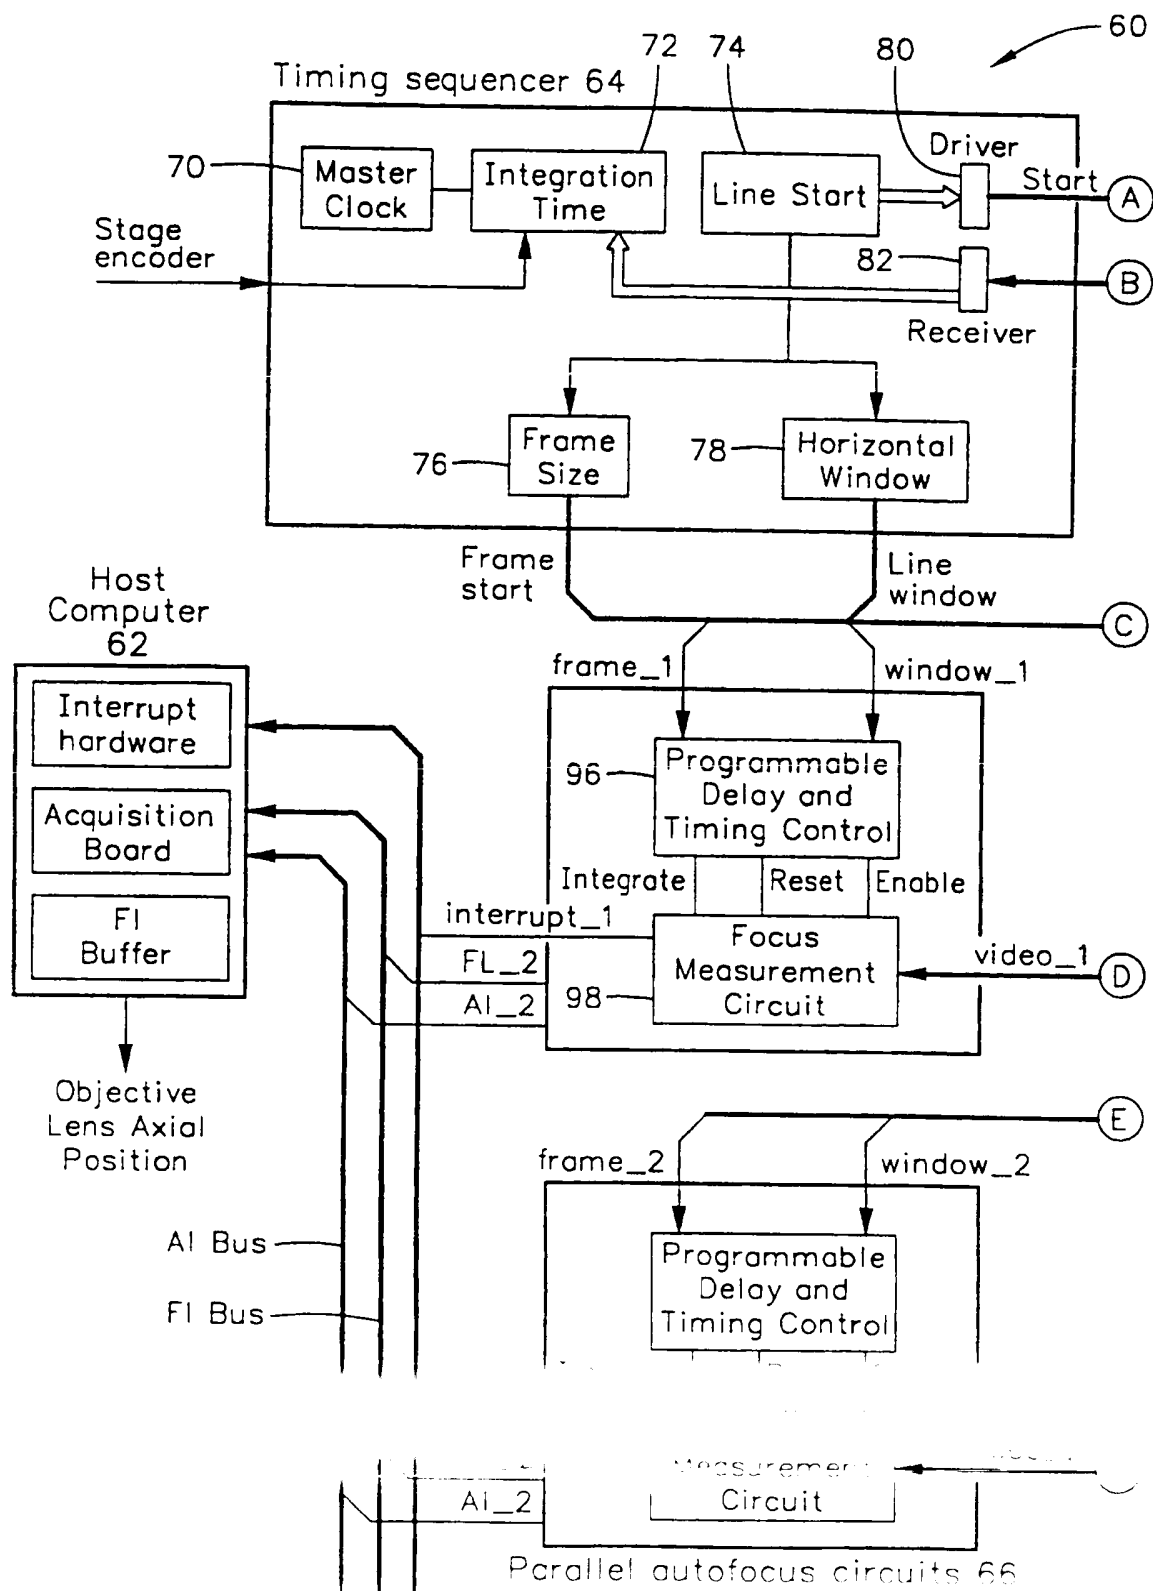 60
72
74
80
Timing sequencer 64
Driver
70
Master
Clock
Integration
Time
Line Start
Start
A
Stage
encoder
82
B
Receiver
76
Frame
Size
78
Horizontal
Window
Frame
start
Line
window
C
Host
Computer
62
frame_1
window_1
Interrupt
hardware
96
Programmable
Delay and
Timing Control
Acquisition
Board
Integrate
Reset
Enable
FI
Buffer
interrupt_1
FL_2
AI_2
98
Focus
Measurement
Circuit
video_1
D
Objective
Lens Axial
Position
E
frame_2
window_2
AI Bus
FI Bus
Programmable
Delay and
Timing Control
Measurement
Circuit
AI_2
Parallel autofocus circuits 66